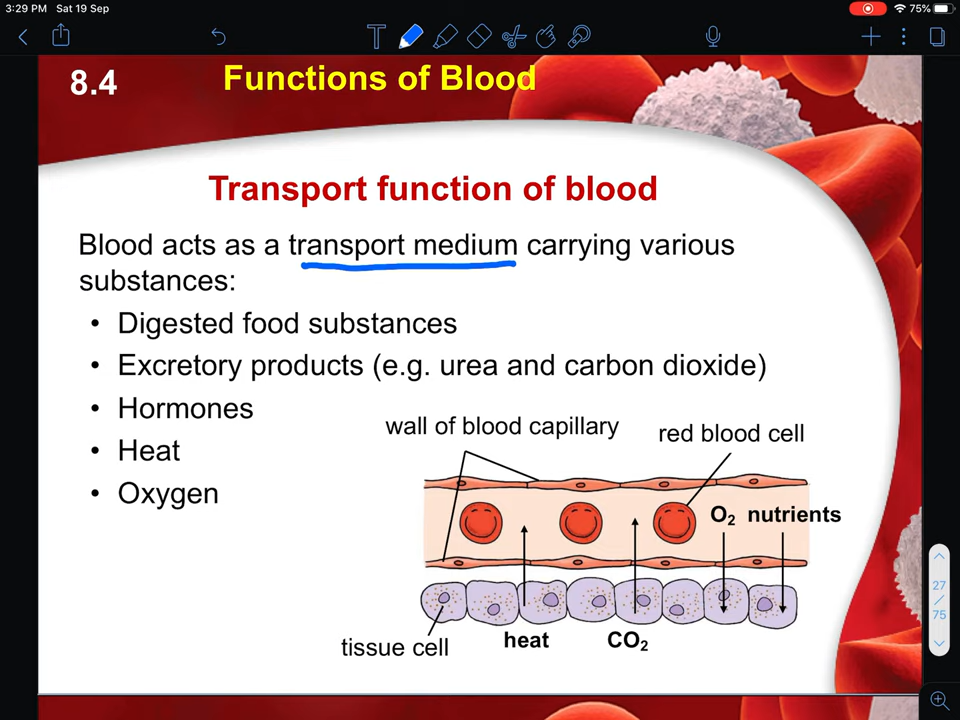 3:29 PM Sat 19 Sep
75%
8.4 Functions of Blood
Transport function of blood
Blood acts as a transport medium carrying various
substances:
• Digested food substances
• Excretory products (e.g. urea and carbon dioxide)
• Hormones
• Heat
• Oxygen
wall of blood capillary
red blood cell
O₂ nutrients
tissue cell
heat
CO₂
27
/
75